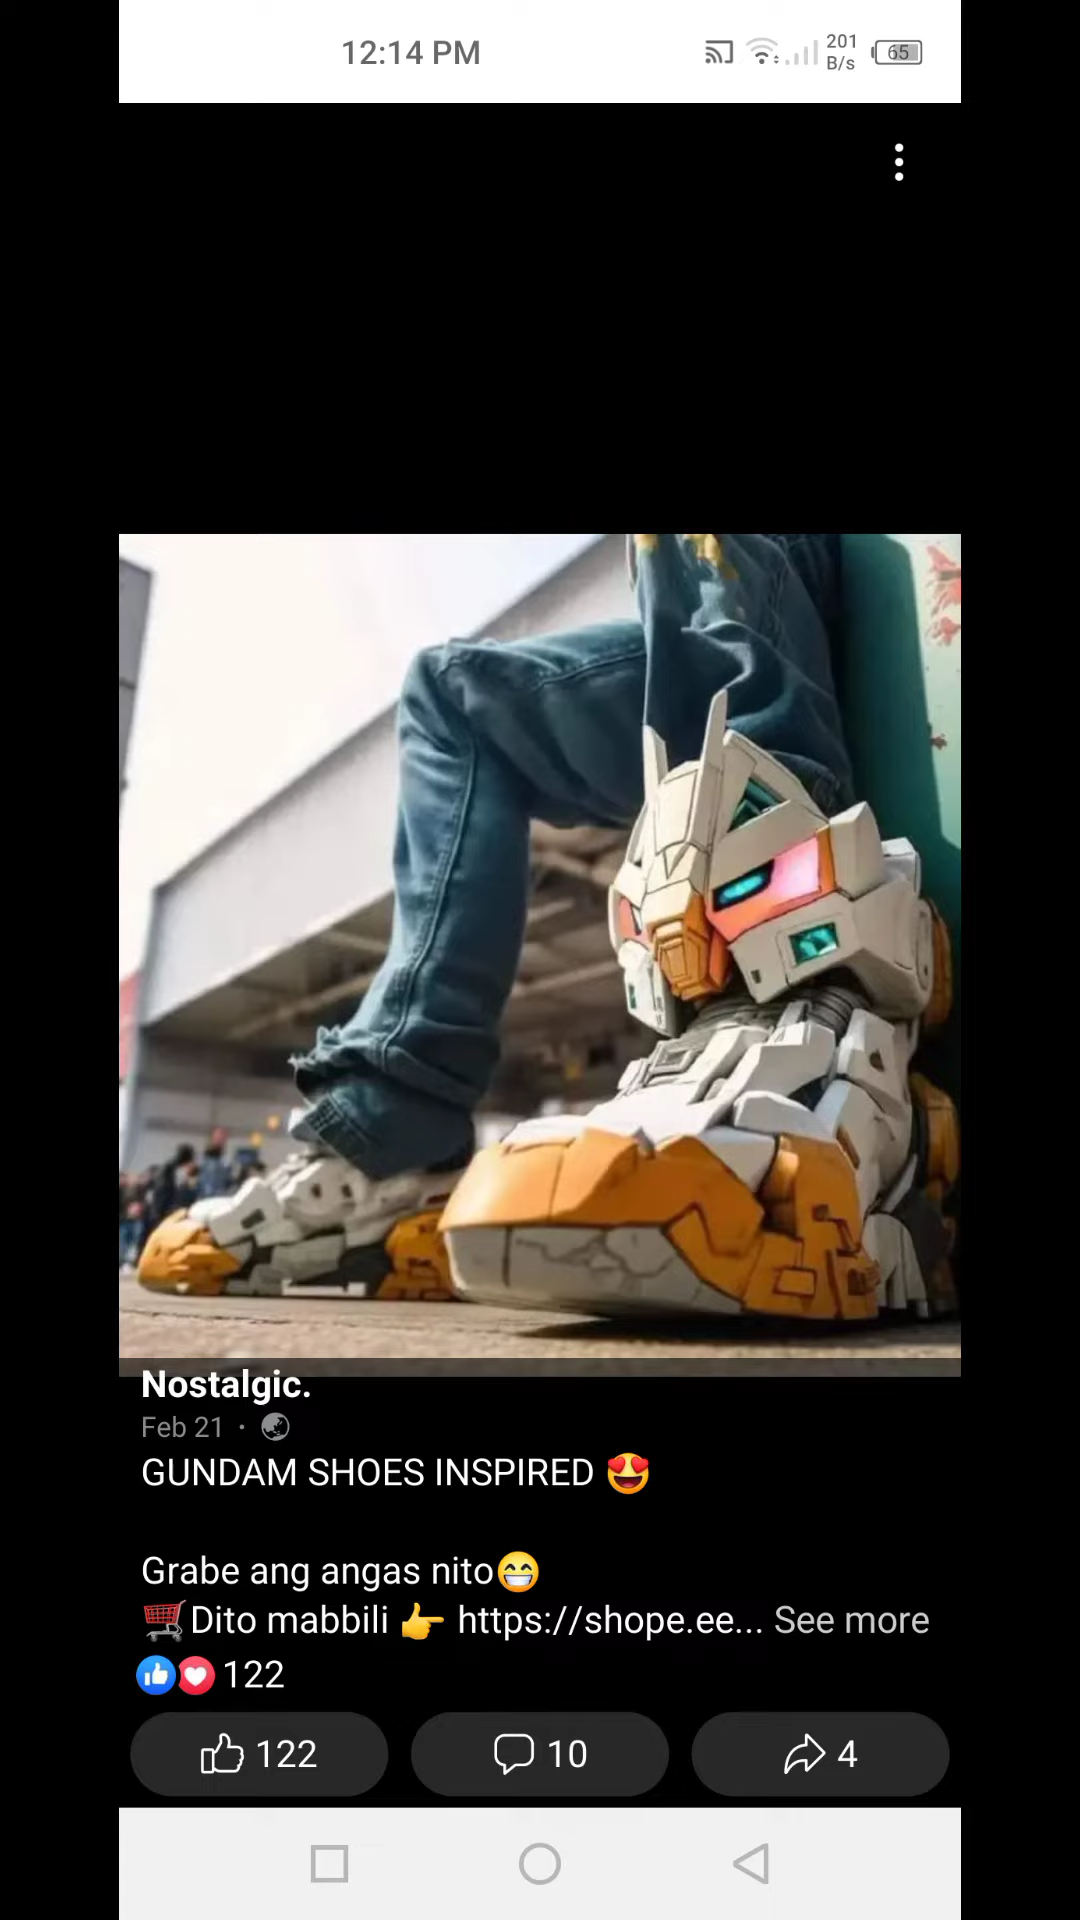 12:14 PM
201
B/s
65
Nostalgic.
Feb 21 ·
GUNDAM SHOES INSPIRED 😍
Grabe ang angas nito😁
🛒Dito mabbili 👉 https://shope.ee... See more
122
122
10
4